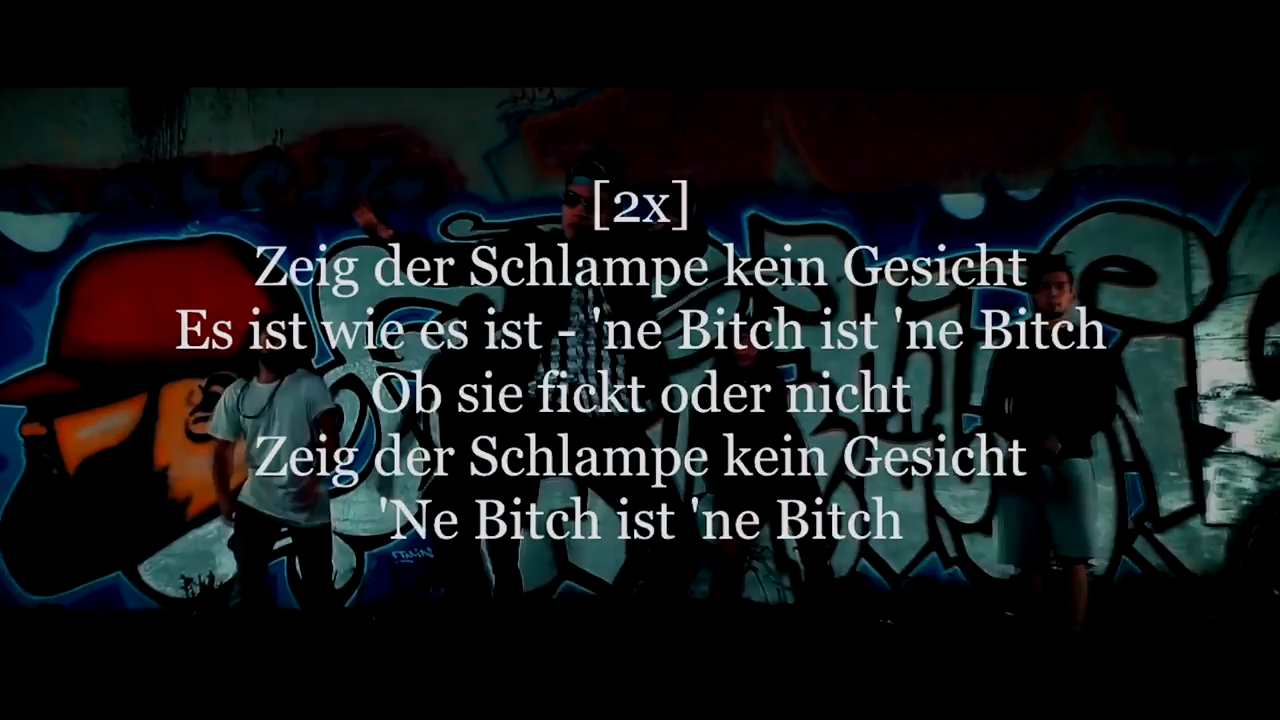 [2x]
Zeig der Schlampe kein Gesicht
Es ist wie es ist - 'ne Bitch ist 'ne Bitch
Ob sie fickt oder nicht
Zeig der Schlampe kein Gesicht
'Ne Bitch ist 'ne Bitch